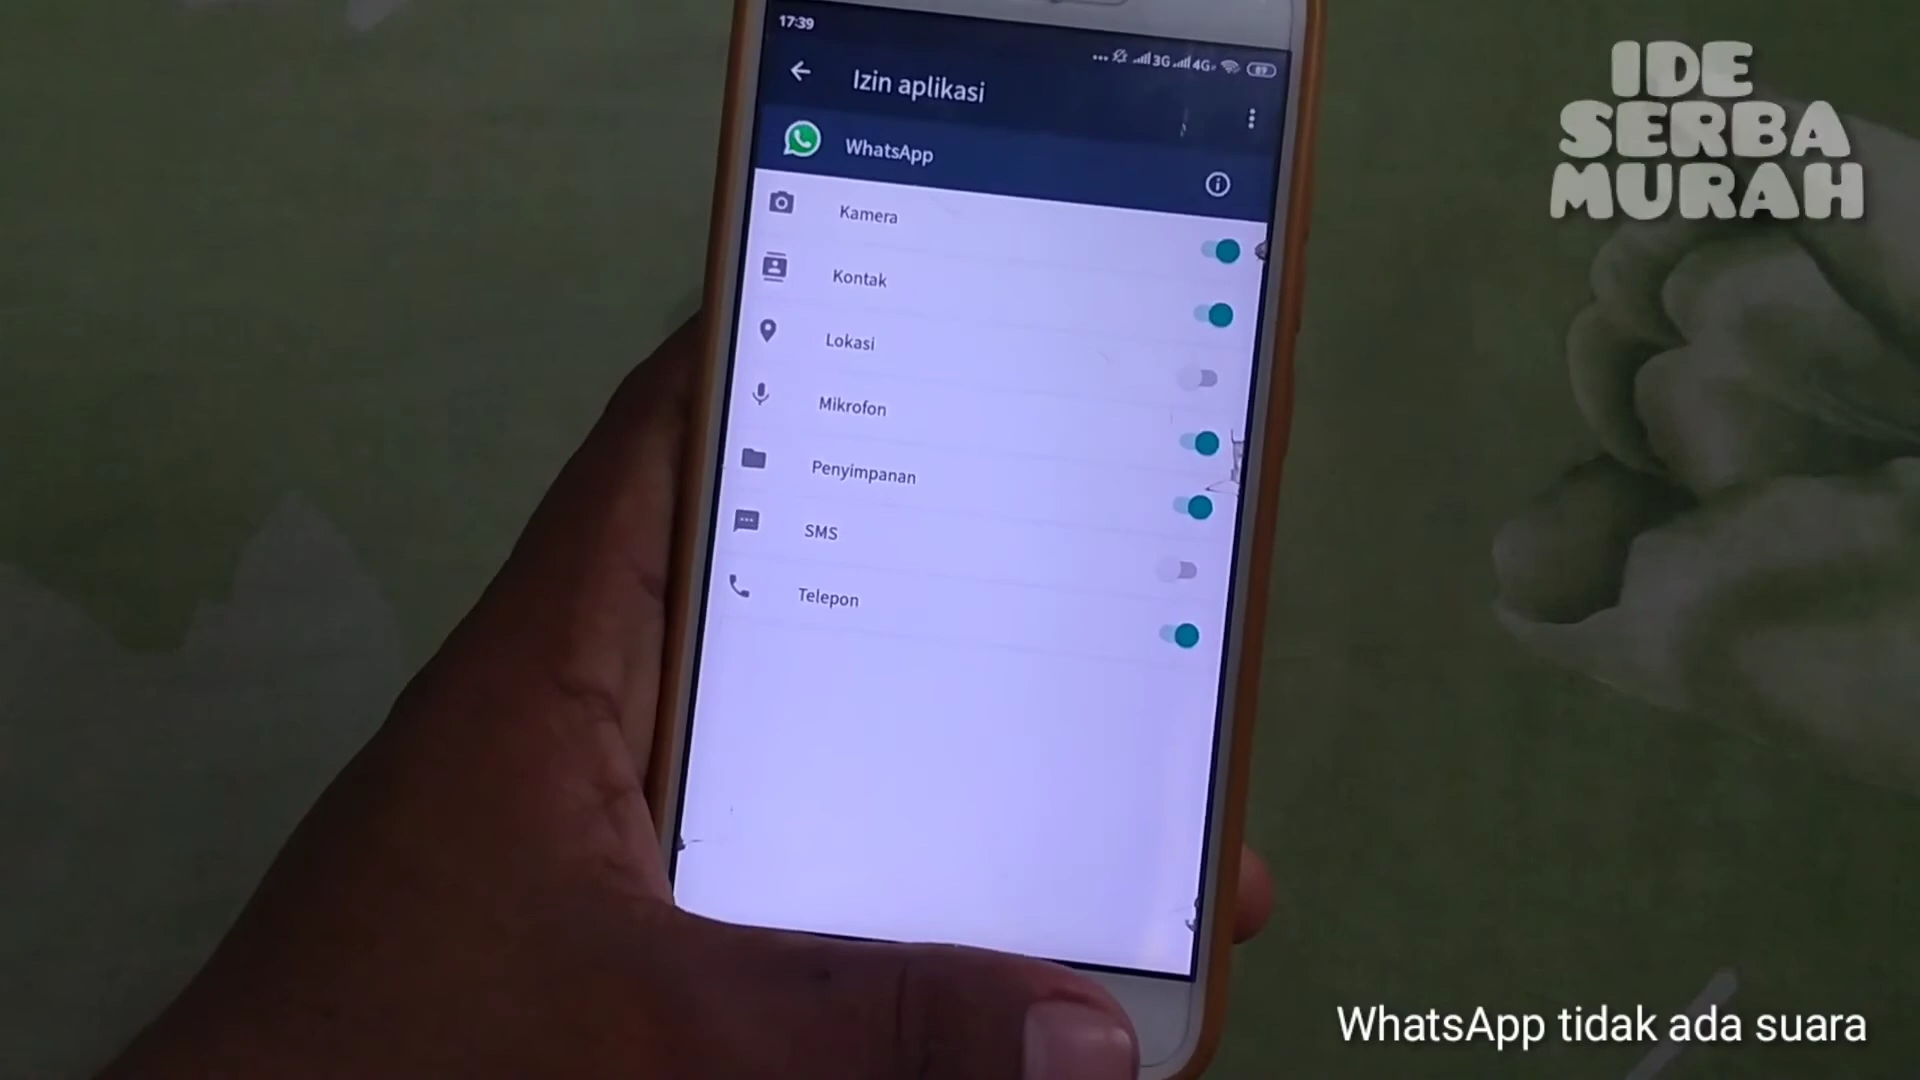 17:39
3G 4G 89
Izin aplikasi
WhatsApp
Kamera
Kontak
Lokasi
Mikrofon
Penyimpanan
SMS
Telepon
IDE
SERBA
MURAH
WhatsApp tidak ada suara